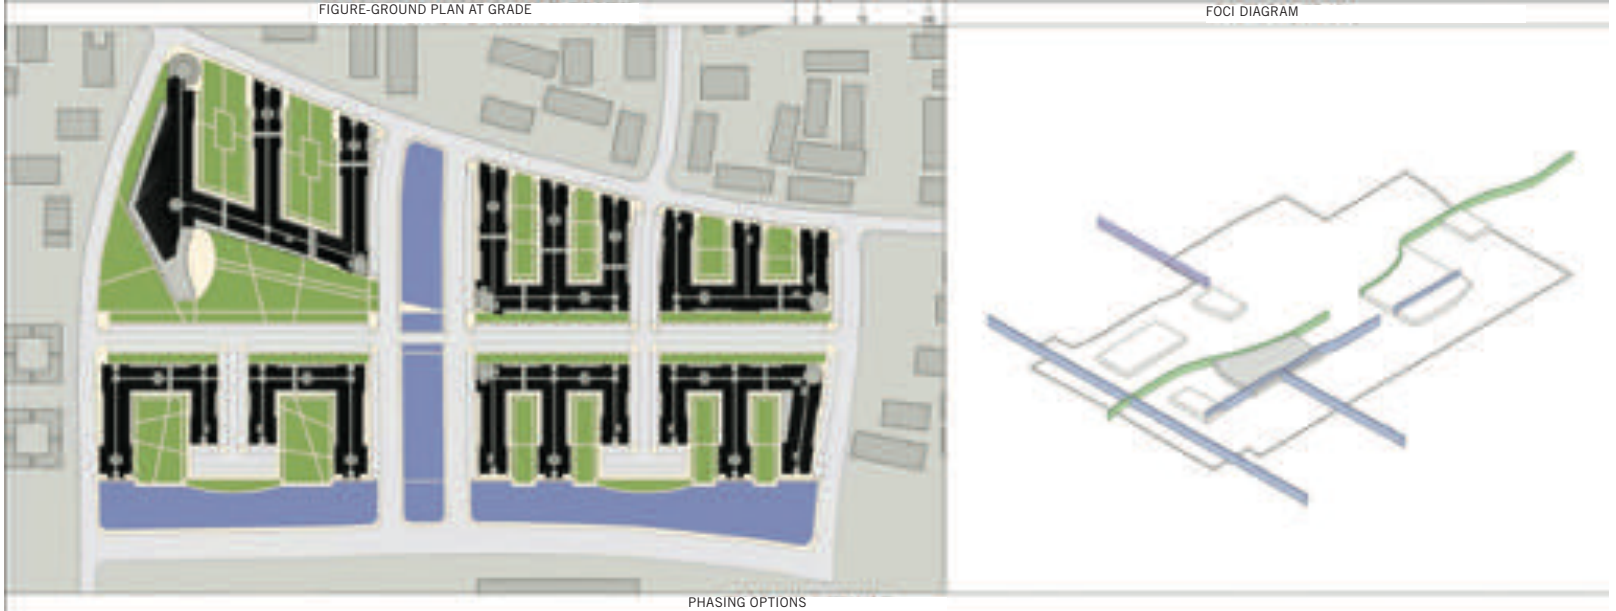 FIGURE-GROUND PLAN AT GRADE
FOCI DIAGRAM
PHASING OPTIONS